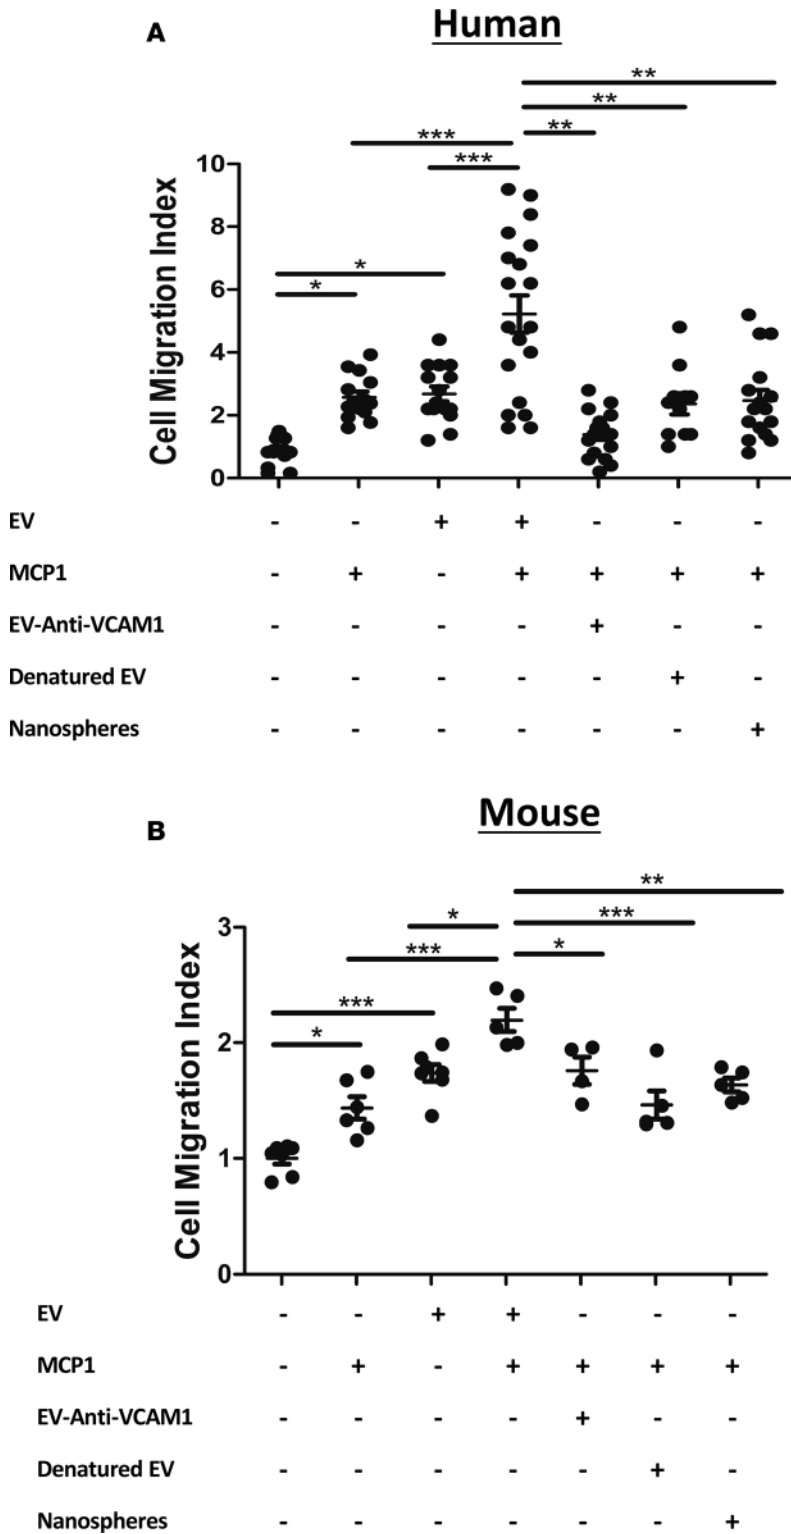 A Human
**
**
**
***
***
*
*
10
8
6
4
2
0
Cell Migration Index
EV - - + + - - -
MCP1 - + - + + + +
EV-Anti-VCAM1 - - - - + - -
Denatured EV - - - - - + -
Nanospheres - - - - - - +
B Mouse
**
***
*
*
***
***
*
3
2
1
0
Cell Migration Index
EV - - + + - - -
MCP1 - + - + + + +
EV-Anti-VCAM1 - - - - + - -
Denatured EV - - - - - + -
Nanospheres - - - - - - +